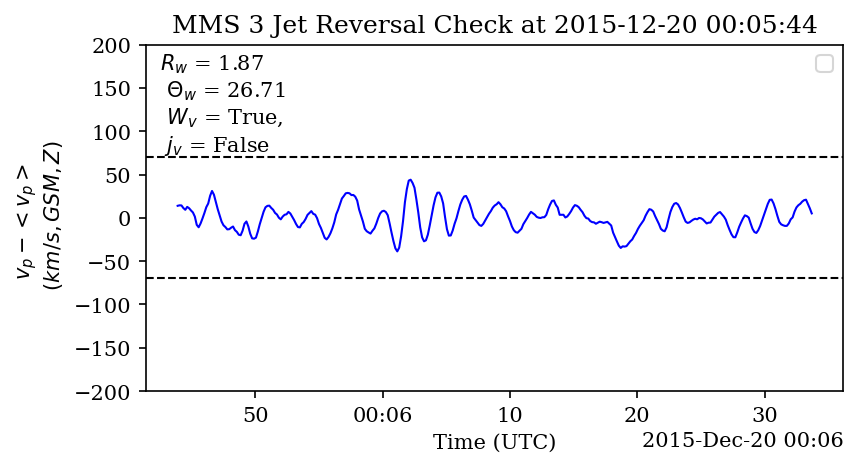 MMS 3 Jet Reversal Check at 2015-12-20 00:05:44
R_w = 1.87
Θ_w = 26.71
W_v = True,
j_v = False
v_p − <v_p>
(km/s, GSM, Z)
200
150
100
50
0
−50
−100
−150
−200
50 00:06 10 20 30
Time (UTC) 2015-Dec-20 00:06